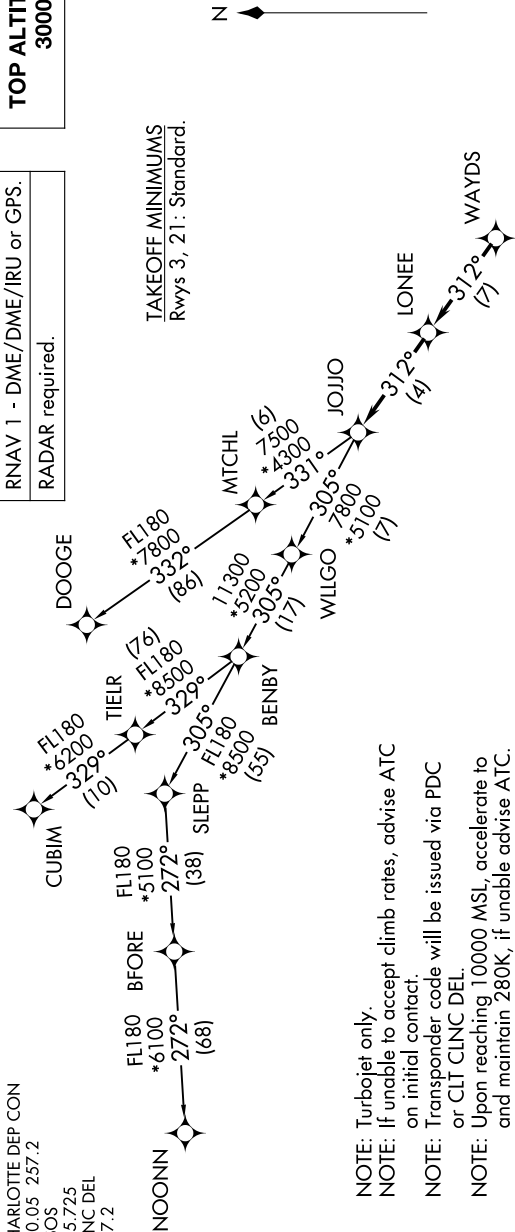 TOP ALTIT
3000
RNAV 1 - DME/DME/IRU or GPS.
RADAR required.
N
TAKEOFF MINIMUMS
Rwys 3, 21: Standard.
DEP CON
257.2
DEL
DOOGE
FL180
*7800
332°
(86)
MTCHL
(6)
7500
*4300
331°
JOJJO
LONEE
WAYDS
312°
(7)
312°
(4)
CUBIM
FL180
*6200
329°
(10)
TIELR
(76)
FL180
*8500
329°
BENBY
11300
*5200
305°
(17)
WLLGO
305°
7800
*5100
(7)
NOONN
FL180
*6100
272°
(68)
BFORE
FL180
*5100
272°
(38)
SLEPP
305°
FL180
*8500
(55)
NOTE: Turbojet only.
NOTE: If unable to accept climb rates, advise ATC
on initial contact.
NOTE: Transponder code will be issued via PDC
or CLT CLNC DEL.
NOTE: Upon reaching 10000 MSL, accelerate to
and maintain 280K, if unable advise ATC.